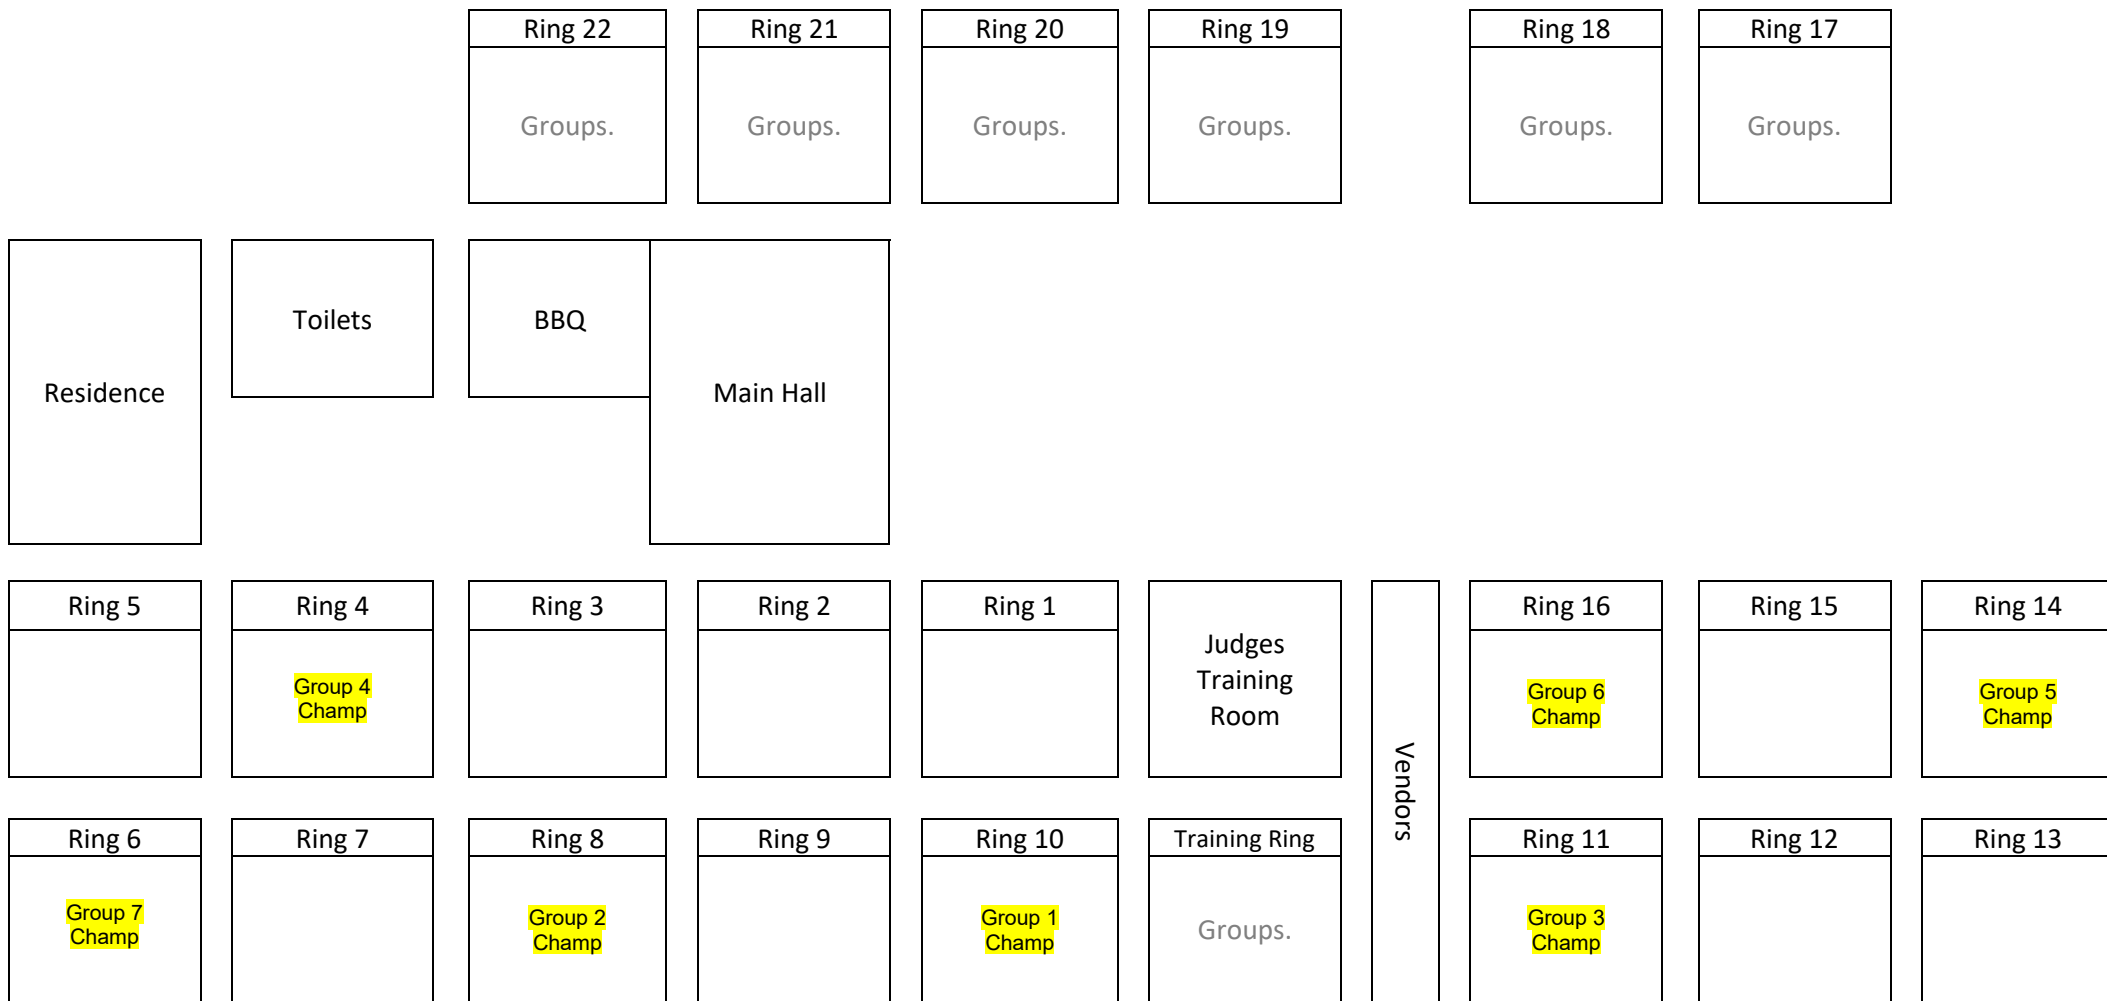 Ring 22
Ring 21
Ring 20
Ring 19
Ring 18
Ring 17
Groups.
Groups.
Groups.
Groups.
Groups.
Groups.
Residence
Toilets
BBQ
Main Hall
Ring 5
Ring 4
Ring 3
Ring 2
Ring 1
Judges
Training
Room
Vendors
Ring 16
Ring 15
Ring 14
Group 4
Champ
Group 6
Champ
Group 5
Champ
Ring 6
Ring 7
Ring 8
Ring 9
Ring 10
Training Ring
Ring 11
Ring 12
Ring 13
Group 7
Champ
Group 2
Champ
Group 1
Champ
Groups.
Group 3
Champ